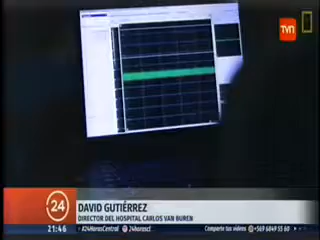 tvn
24
DAVID GUTIÉRREZ
DIRECTOR DEL HOSPITAL CARLOS VAN BUREN
21:46 #24HorasCentral @24horascl Comparte tus videos +569 6849 55 60